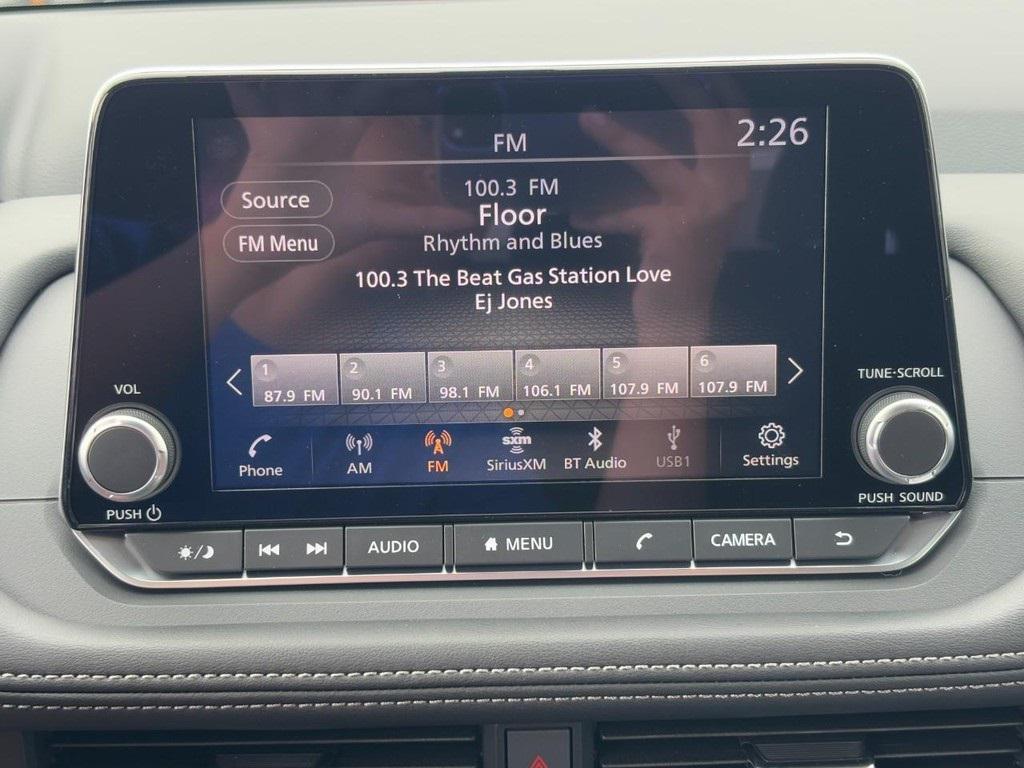 FM 2:26
100.3 FM
Source
Floor
FM Menu
Rhythm and Blues
100.3 The Beat Gas Station Love
Ej Jones
1 2 3 4 5 6
87.9 FM 90.1 FM 98.1 FM 106.1 FM 107.9 FM 107.9 FM
VOL TUNE·SCROLL
sxm
Phone AM FM SiriusXM BT Audio USB1 Settings
PUSH PUSH SOUND
AUDIO MENU CAMERA